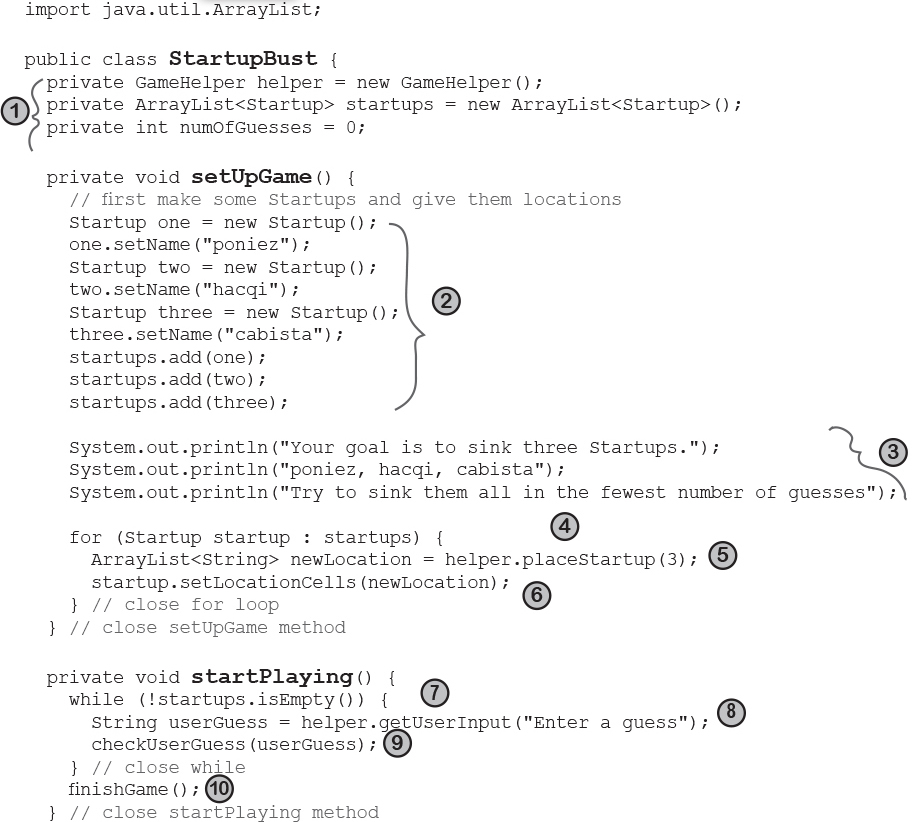 import java.util.ArrayList;
public class StartupBust {
private GameHelper helper = new GameHelper();
1 private ArrayList<Startup> startups = new ArrayList<Startup>();
private int numOfGuesses = 0;
private void setUpGame() {
// first make some Startups and give them locations
Startup one = new Startup();
one.setName("poniez");
Startup two = new Startup();
two.setName("hacqi"); 2
Startup three = new Startup();
three.setName("cabista");
startups.add(one);
startups.add(two);
startups.add(three);
System.out.println("Your goal is to sink three Startups."); 3
System.out.println("poniez, hacqi, cabista");
System.out.println("Try to sink them all in the fewest number of guesses");
for (Startup startup : startups) { 4
ArrayList<String> newLocation = helper.placeStartup(3); 5
startup.setLocationCells(newLocation); 6
} // close for loop
} // close setUpGame method
private void startPlaying() {
while (!startups.isEmpty()) { 7
String userGuess = helper.getUserInput("Enter a guess"); 8
checkUserGuess(userGuess); 9
} // close while
finishGame(); 10
} // close startPlaying method